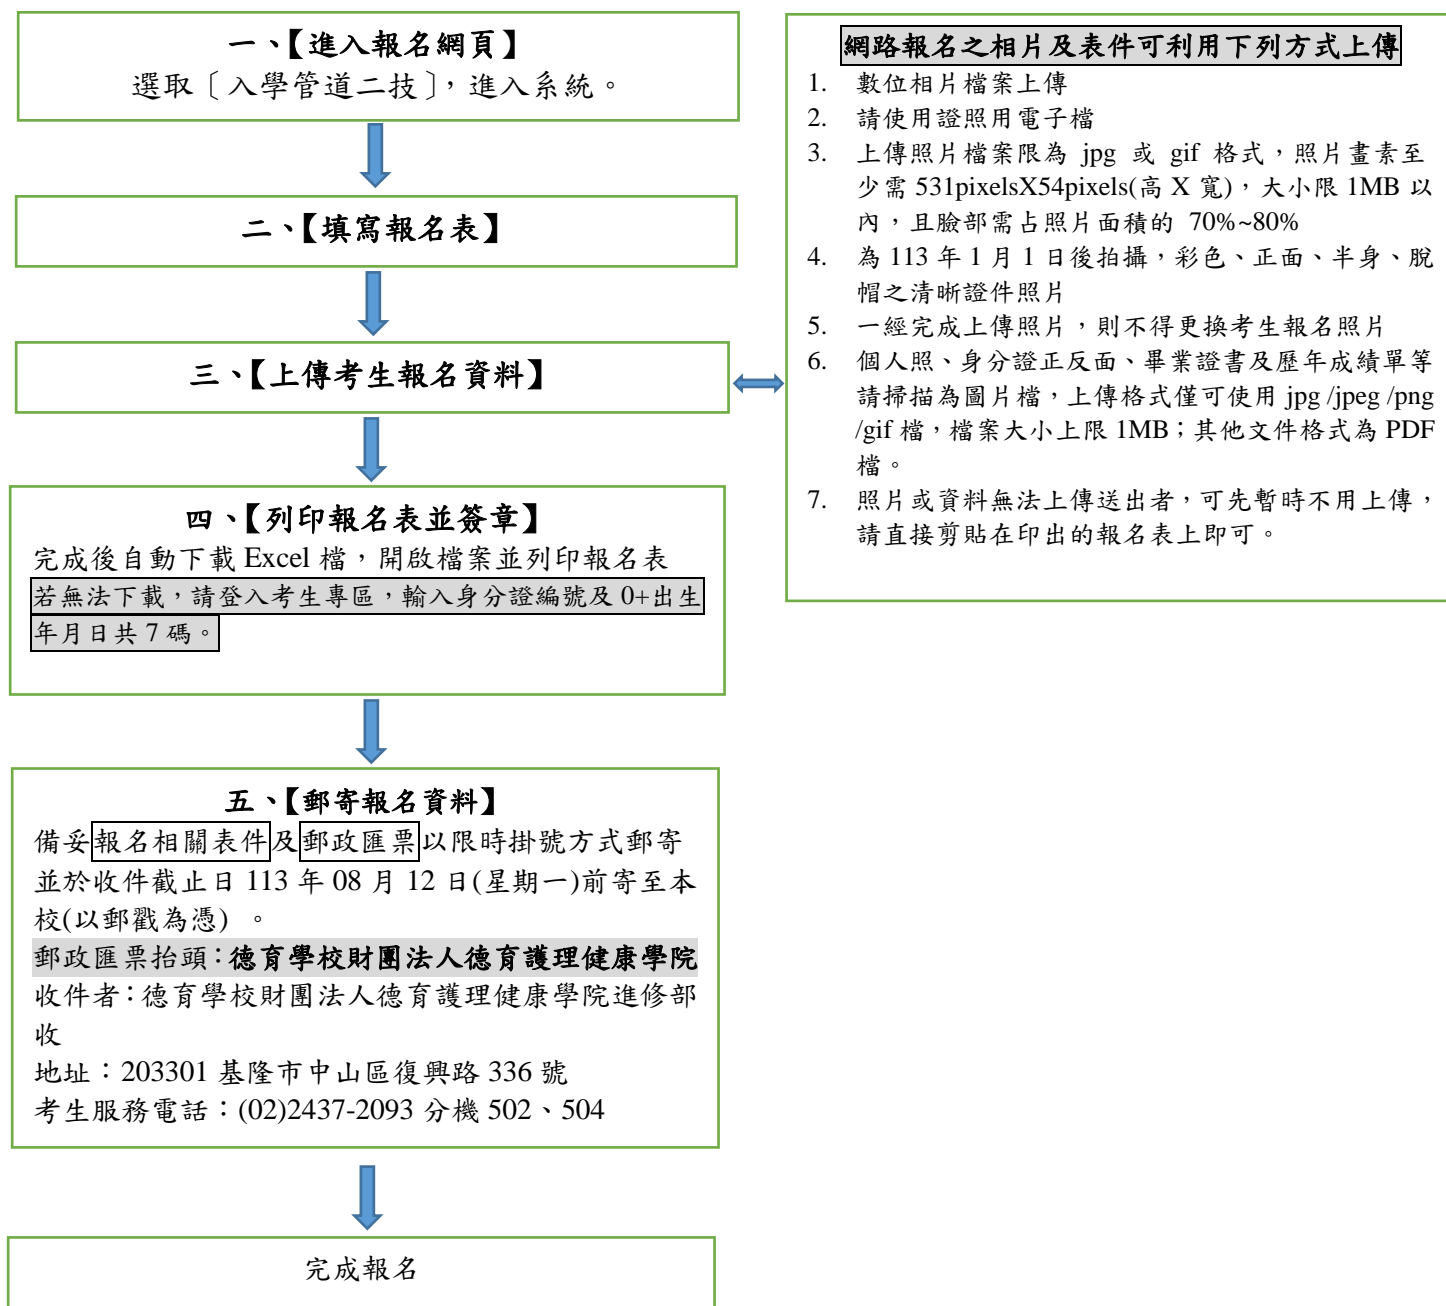 一、【進入報名網頁】
選取〔入學管道二技〕，進入系統。
二、【填寫報名表】
三、【上傳考生報名資料】
網路報名之相片及表件可利用下列方式上傳
1. 數位相片檔案上傳
2. 請使用證照用電子檔
3. 上傳照片檔案限為 jpg 或 gif 格式，照片畫素至
少需 531pixelsX54pixels(高 X 寬)，大小限 1MB 以
內，且臉部需占照片面積的 70%~80%
4. 為 113 年 1 月 1 日後拍攝，彩色、正面、半身、脫
帽之清晰證件照片
5. 一經完成上傳照片，則不得更換考生報名照片
6. 個人照、身分證正反面、畢業證書及歷年成績單等
請掃描為圖片檔，上傳格式僅可使用 jpg /jpeg /png
/gif 檔，檔案大小上限 1MB；其他文件格式為 PDF
檔。
7. 照片或資料無法上傳送出者，可先暫時不用上傳，
請直接剪貼在印出的報名表上即可。
四、【列印報名表並簽章】
完成後自動下載 Excel 檔，開啟檔案並列印報名表
若無法下載，請登入考生專區，輸入身分證編號及 0+出生
年月日共 7 碼。
五、【郵寄報名資料】
備妥報名相關表件及郵政匯票以限時掛號方式郵寄
並於收件截止日 113 年 08 月 12 日(星期一)前寄至本
校(以郵戳為憑) 。
郵政匯票抬頭：德育學校財團法人德育護理健康學院
收件者：德育學校財團法人德育護理健康學院進修部
收
地址：203301 基隆市中山區復興路 336 號
考生服務電話：(02)2437-2093 分機 502、504
完成報名